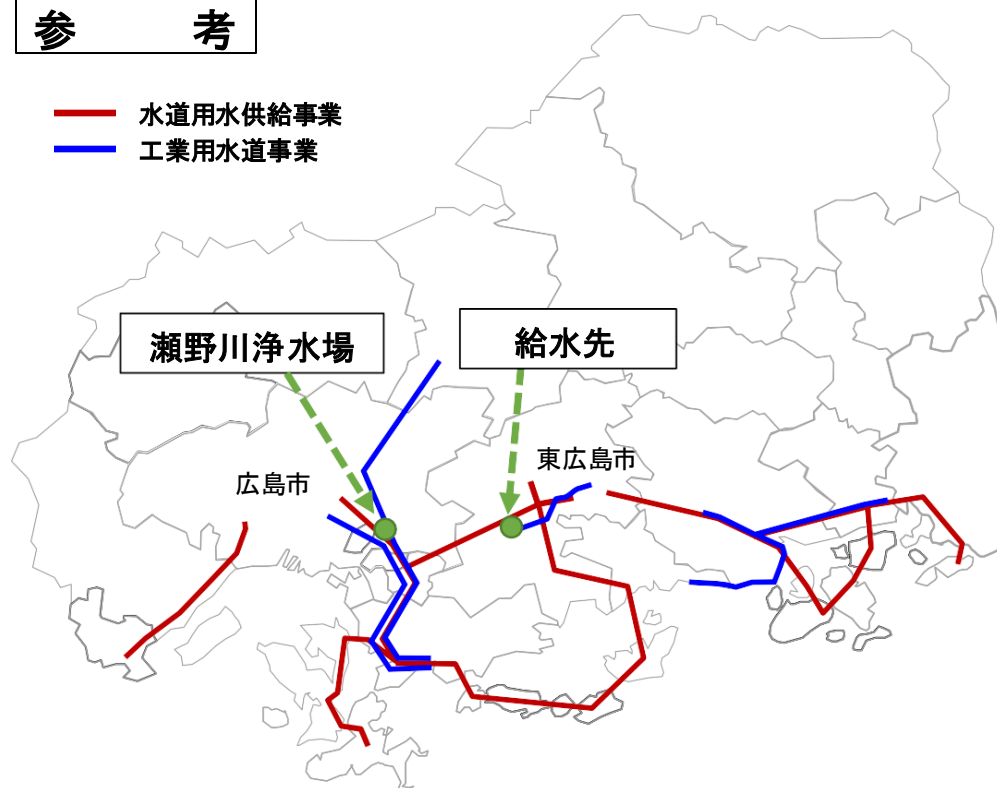 参　考
水道用水供給事業
工業用水道事業
瀬野川浄水場
給水先
東広島市
広島市